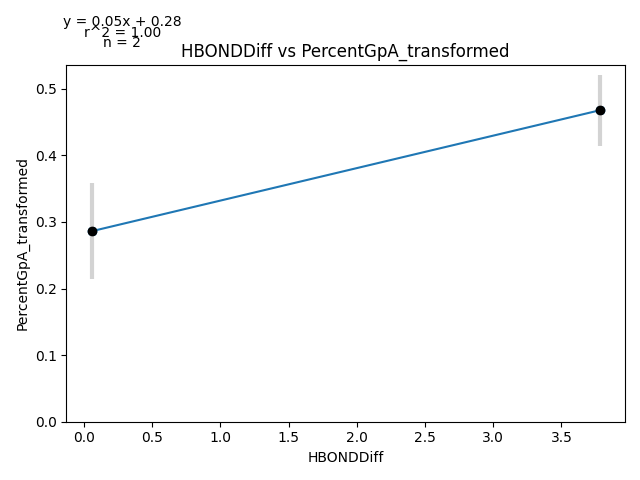 y = 0.05x + 0.28
r^2 = 1.00
n = 2
HBONDDiff vs PercentGpA_transformed
PercentGpA_transformed
0.5
0.4
0.3
0.2
0.1
0.0
0.0 0.5 1.0 1.5 2.0 2.5 3.0 3.5
HBONDDiff